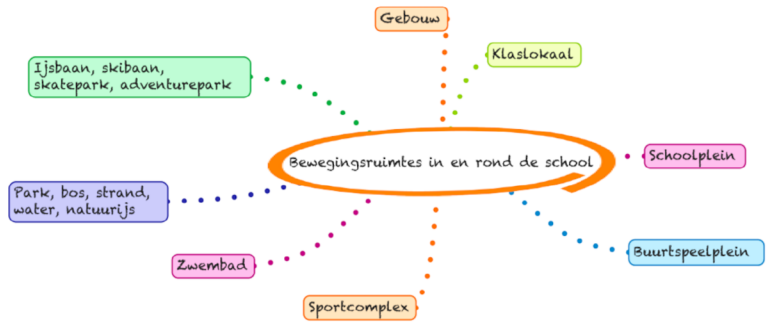 Gebouw
Klaslokaal
Ijsbaan, skibaan,
skatepark, adventurepark
Bewegingsruimtes in en rond de school
Schoolplein
Park, bos, strand,
water, natuurijs
Buurtspeelplein
Zwembad
Sportcomplex